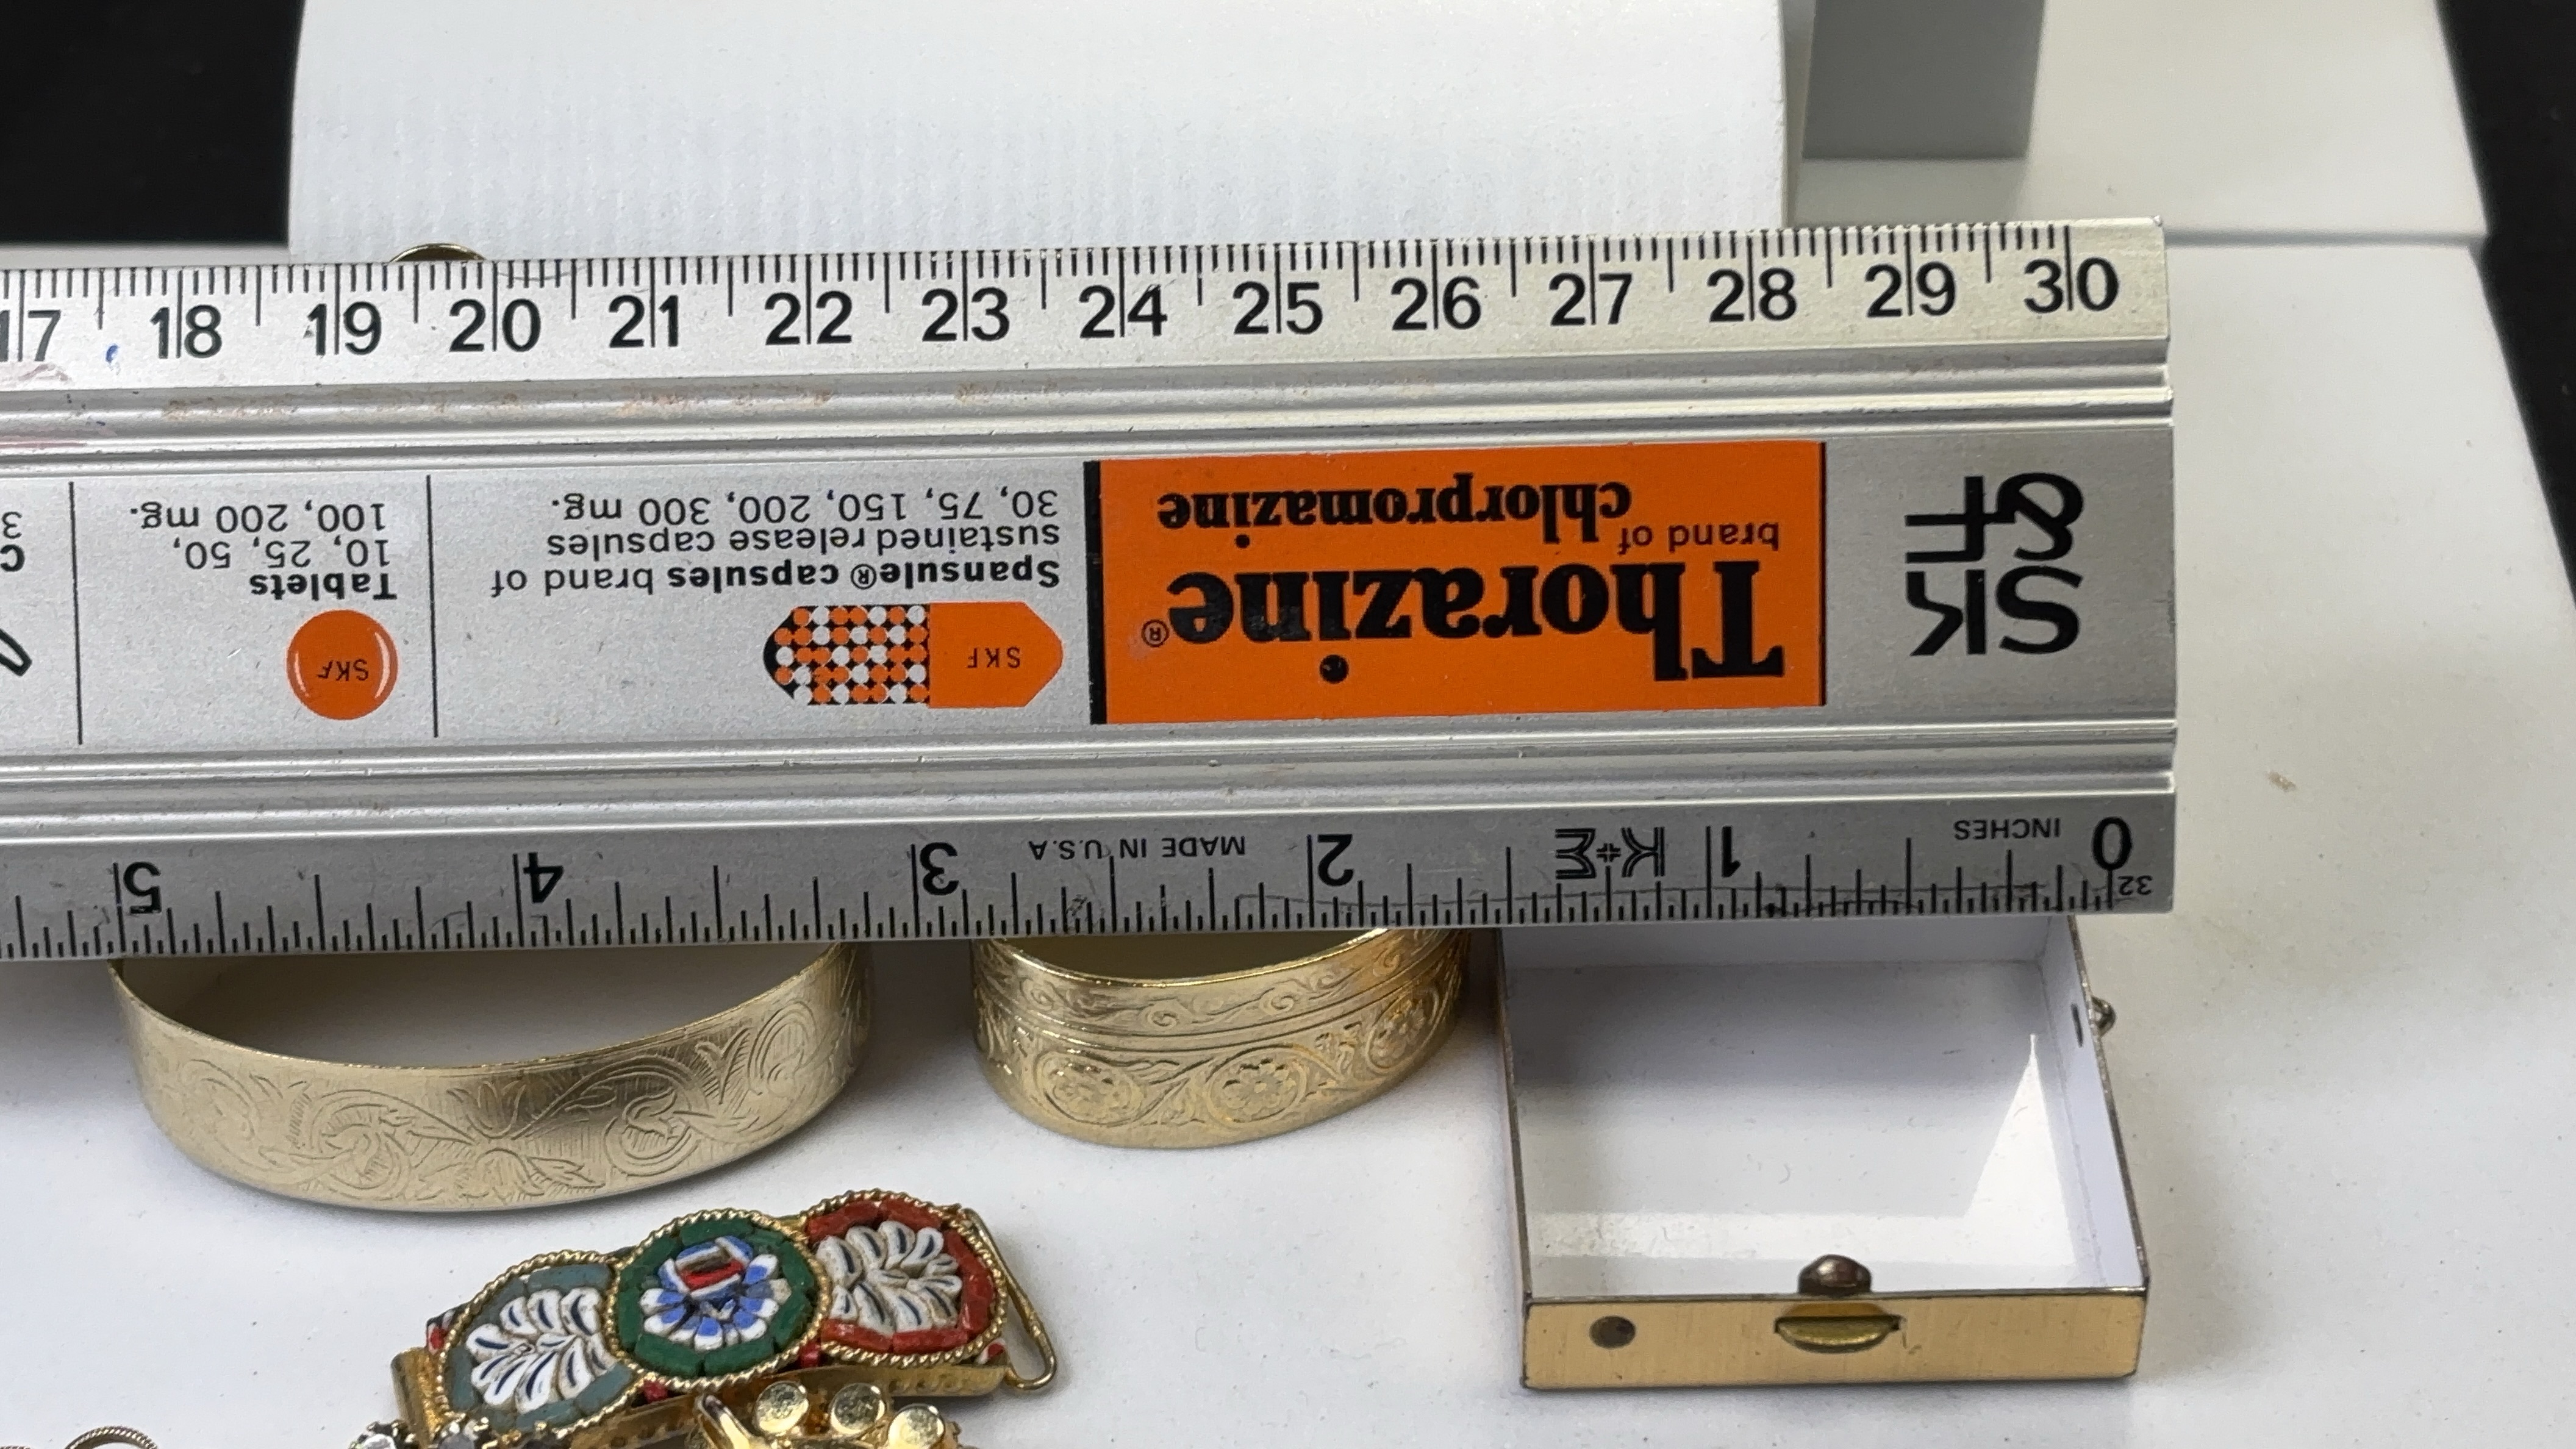 17 18 19 20 21 22 23 24 25 26 27 28 29 30
SK
&F
Thorazine®
brand of
chlorpromazine
SKF
Spansule® capsules brand of
sustained release capsules
30, 75, 150, 200, 300 mg.
SKF
Tablets
10, 25, 50,
100, 200 mg.
C
3
32
0 1 2 3 4 5
INCHES
K+E
MADE IN U.S.A